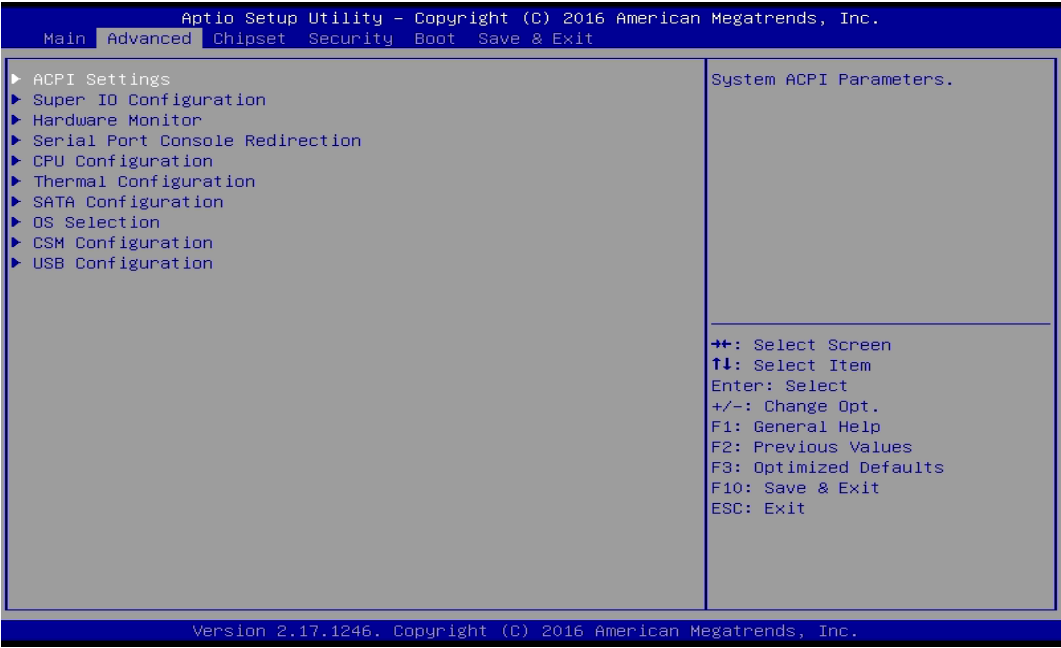 Aptio Setup Utility – Copyright (C) 2016 American Megatrends, Inc.
Main Advanced Chipset Security Boot Save & Exit
▶ ACPI Settings
▶ Super IO Configuration
▶ Hardware Monitor
▶ Serial Port Console Redirection
▶ CPU Configuration
▶ Thermal Configuration
▶ SATA Configuration
▶ OS Selection
▶ CSM Configuration
▶ USB Configuration
System ACPI Parameters.
→←: Select Screen
↑↓: Select Item
Enter: Select
+/-: Change Opt.
F1: General Help
F2: Previous Values
F3: Optimized Defaults
F10: Save & Exit
ESC: Exit
Version 2.17.1246. Copyright (C) 2016 American Megatrends, Inc.